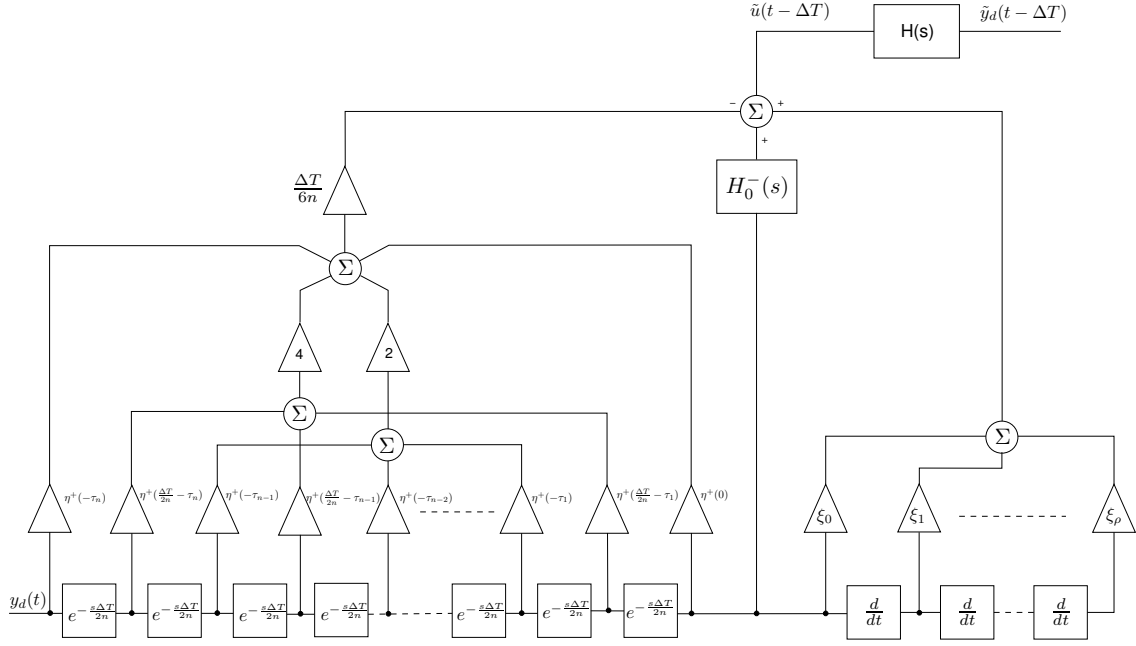 ũ(t − ΔT)
H(s)
ỹ_d(t − ΔT)
−
Σ
+
+
ΔT/6n
H_0^−(s)
Σ
4
2
Σ
Σ
Σ
η^+(−τ_n)
η^+(ΔT/2n − τ_n)
η^+(−τ_{n−1})
η^+(ΔT/2n − τ_{n−1})
η^+(−τ_{n−2})
η^+(−τ_1)
η^+(ΔT/2n − τ_1)
η^+(0)
ξ_0
ξ_1
ξ_ρ
y_d(t)
e^{−sΔT/2n}
e^{−sΔT/2n}
e^{−sΔT/2n}
e^{−sΔT/2n}
e^{−sΔT/2n}
e^{−sΔT/2n}
e^{−sΔT/2n}
d/dt
d/dt
d/dt